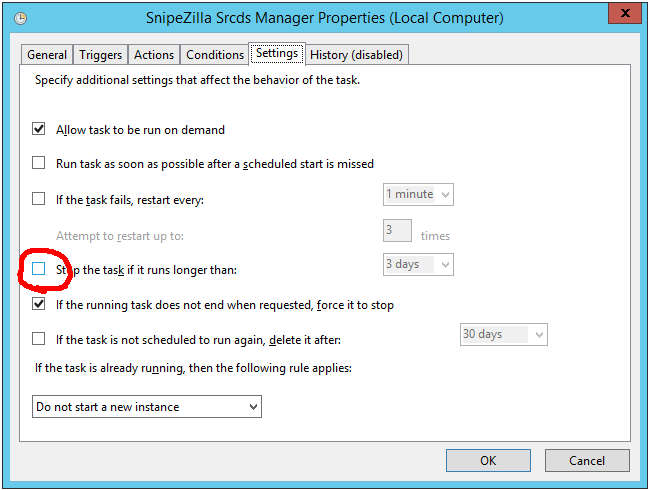 SnipeZilla Srcds Manager Properties (Local Computer)
x
General Triggers Actions Conditions Settings History (disabled)
Specify additional settings that affect the behavior of the task.
Allow task to be run on demand
Run task as soon as possible after a scheduled start is missed
If the task fails, restart every: 1 minute
Attempt to restart up to: 3 times
Stop the task if it runs longer than: 3 days
If the running task does not end when requested, force it to stop
If the task is not scheduled to run again, delete it after: 30 days
If the task is already running, then the following rule applies:
Do not start a new instance
OK Cancel